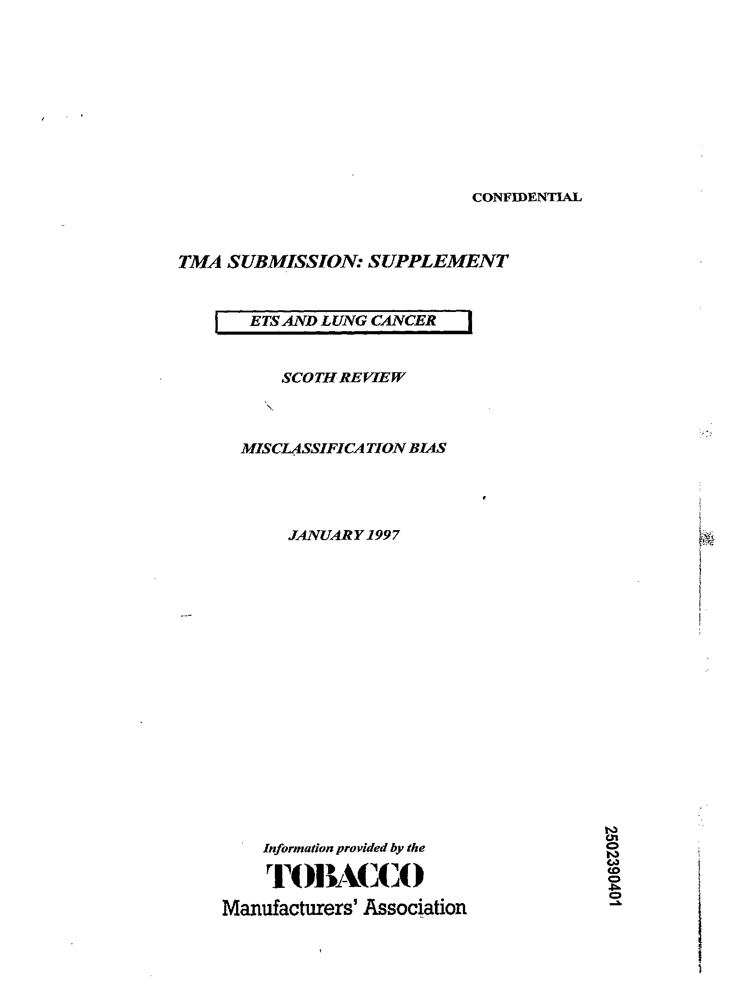 CONFIDENTIAL
TMA SUBMISSION: SUPPLEMENT
ETS AND LUNG CANCER
SCOTH REVIEW
MISCLASSIFICATION BIAS
JANUARY 1997
Information provided by the
TOBACCO
Manufacturers' Association
2502390401